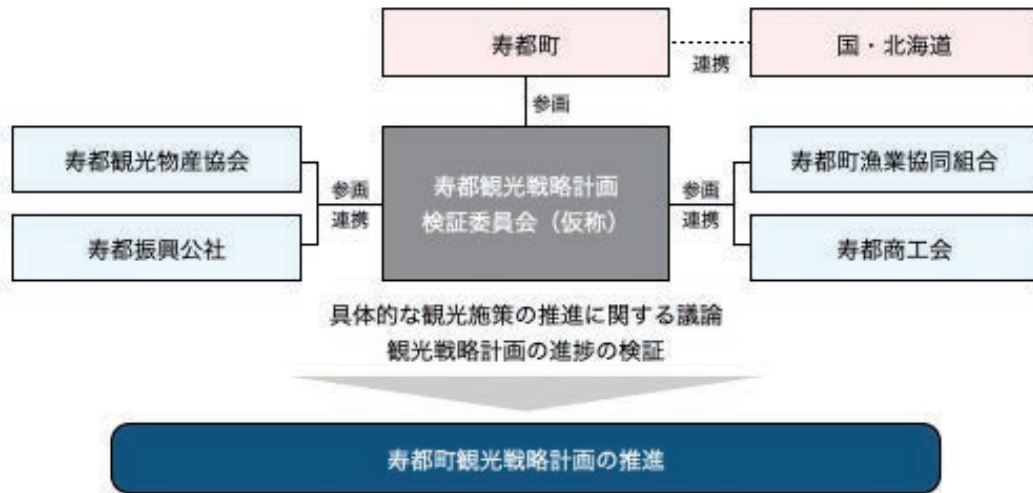 寿都町
国・北海道
連携
参画
寿都観光物産協会
寿都振興公社
参画
連携
寿都観光戦略計画
検証委員会（仮称）
参画
連携
寿都町漁業協同組合
寿都商工会
具体的な観光施策の推進に関する議論
観光戦略計画の進捗の検証
寿都町観光戦略計画の推進